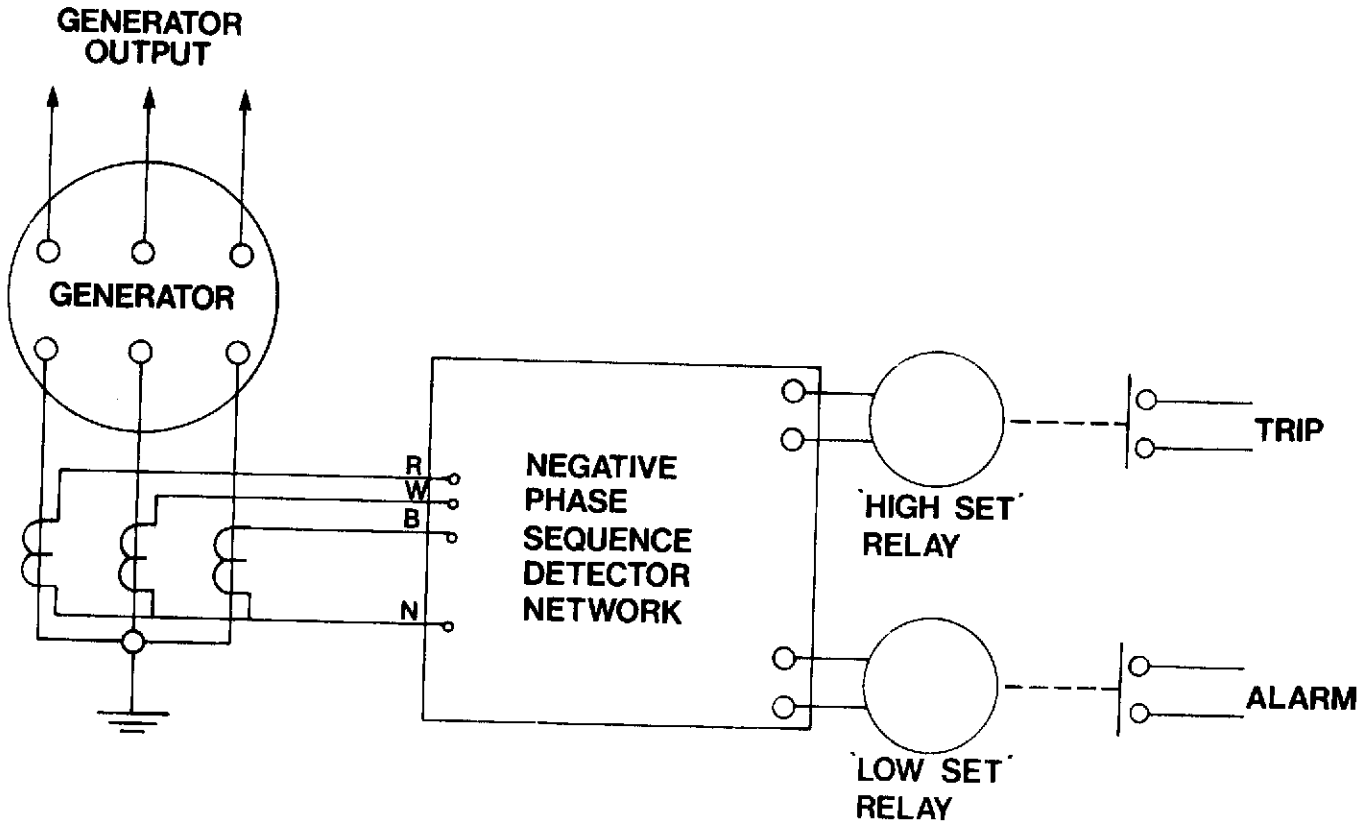 GENERATOR
OUTPUT
GENERATOR
R
W
B
N
NEGATIVE
PHASE
SEQUENCE
DETECTOR
NETWORK
'HIGH SET'
RELAY
TRIP
'LOW SET'
RELAY
ALARM